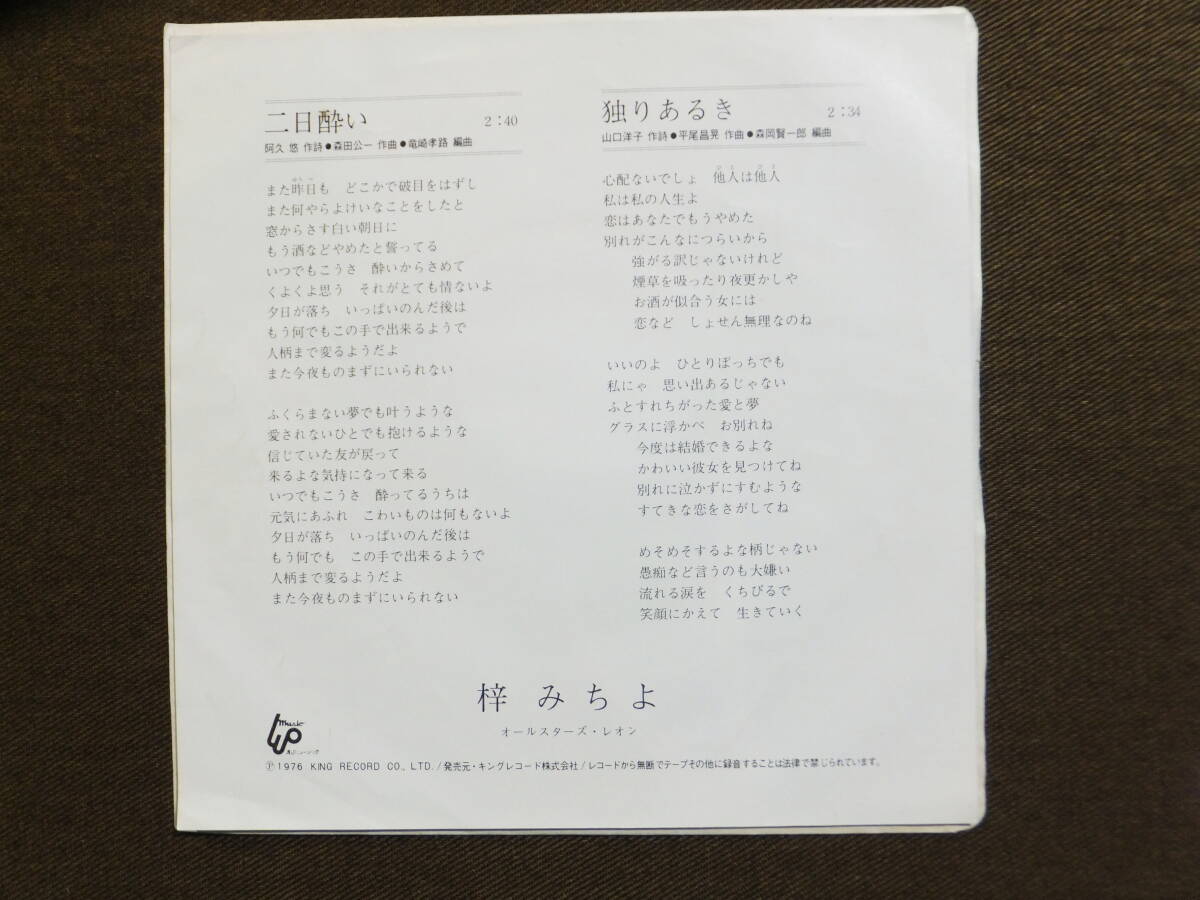 二日酔い 2：40
阿久 悠 作詩●森田公一 作曲●竜崎孝路 編曲
また昨日も　どこかで破目をはずし
また何やらよけいなことをしたと
窓からさす白い朝日に
もう酒などやめたと誓ってる
いつでもこうさ　酔いからさめて
くよくよ思う　それがとても情ないよ
夕日が落ち　いっぱいのんだ後は
もう何でもこの手で出来るようで
人柄まで変るようだよ
また今夜ものまずにいられない
ふくらまない夢でも叶うような
愛されないひとでも抱けるような
信じていた友が戻って
来るよな気持になって来る
いつでもこうさ　酔ってるうちは
元気にあふれ　こわいものは何もないよ
夕日が落ち　いっぱいのんだ後は
もう何でも　この手で出来るようで
人柄まで変るようだよ
また今夜ものまずにいられない
独りあるき 2：34
山口洋子 作詩●平尾昌晃 作曲●森岡賢一郎 編曲
心配ないでしょ　他人は他人
私は私の人生よ
恋はあなたでもうやめた
別れがこんなにつらいから
強がる訳じゃないけれど
煙草を吸ったり夜更かしや
お酒が似合う女には
恋など　しょせん無理なのね
いいのよ　ひとりぼっちでも
私にゃ　思い出あるじゃない
ふとすれちがった愛と夢
グラスに浮かべ　お別れね
今度は結婚できるよな
かわいい彼女を見つけてね
別れに泣かずにすむような
すてきな恋をさがしてね
めそめそするよな柄じゃない
愚痴など言うのも大嫌い
流れる涙を　くちびるで
笑顔にかえて　生きていく
梓 みちよ
オールスターズ・レオン
music
Ⓟ1976 KING RECORD CO., LTD./発売元・キングレコード株式会社/レコードから無断でテープその他に録音することは法律で禁じられています。